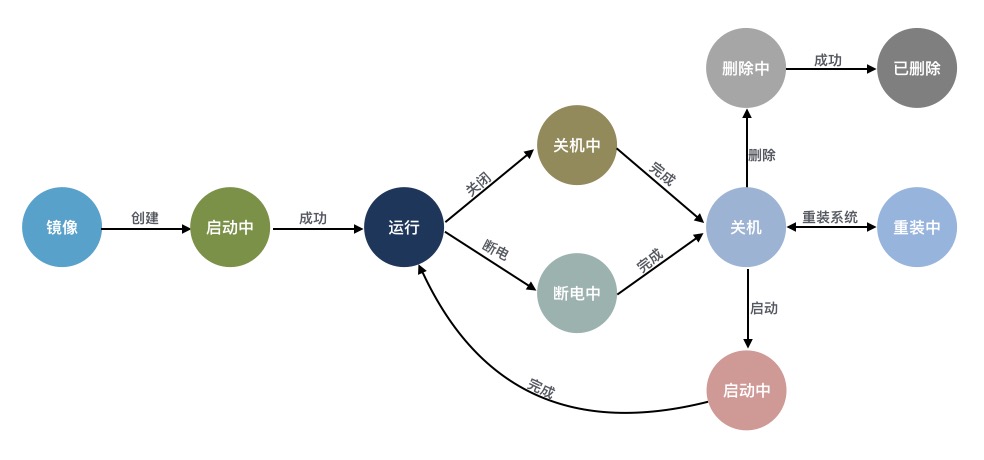 删除中
成功
已删除
关机中
删除
完成
关闭
镜像
创建
启动中
成功
运行
关机
重装系统
重装中
断电
完成
断电中
启动
完成
启动中